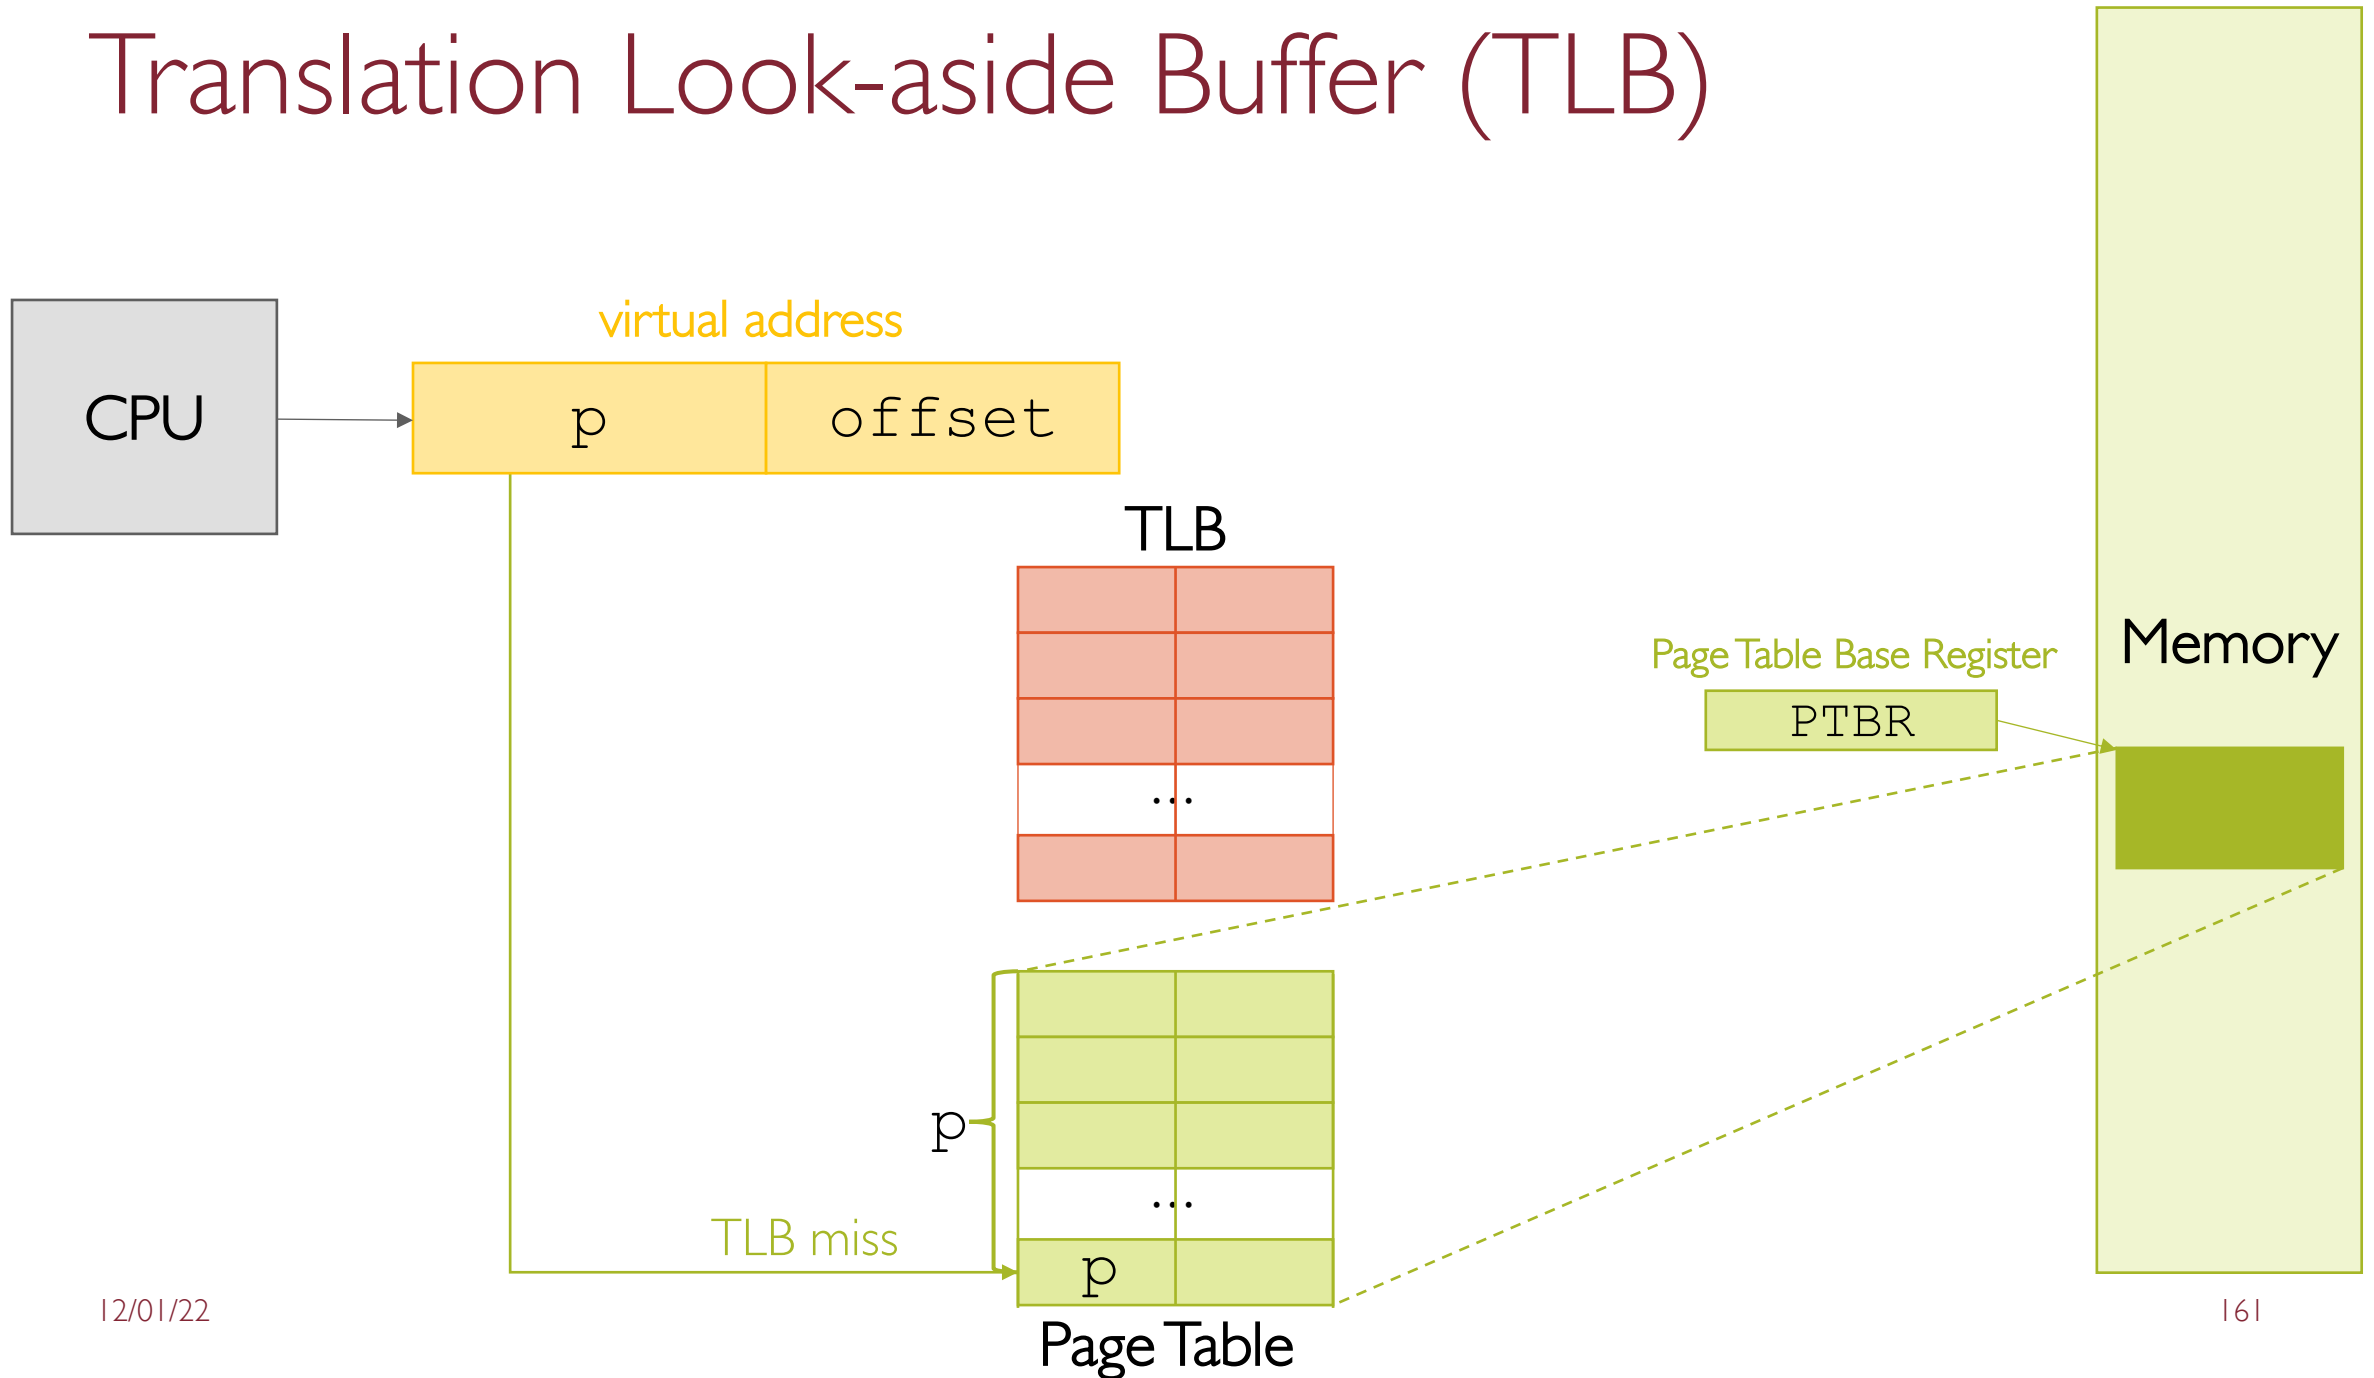 Translation Look-aside Buffer (TLB)
virtual address
CPU
p
offset
TLB
Page Table Base Register
Memory
PTBR
...
p
...
TLB miss
p
12/01/22
161
Page Table